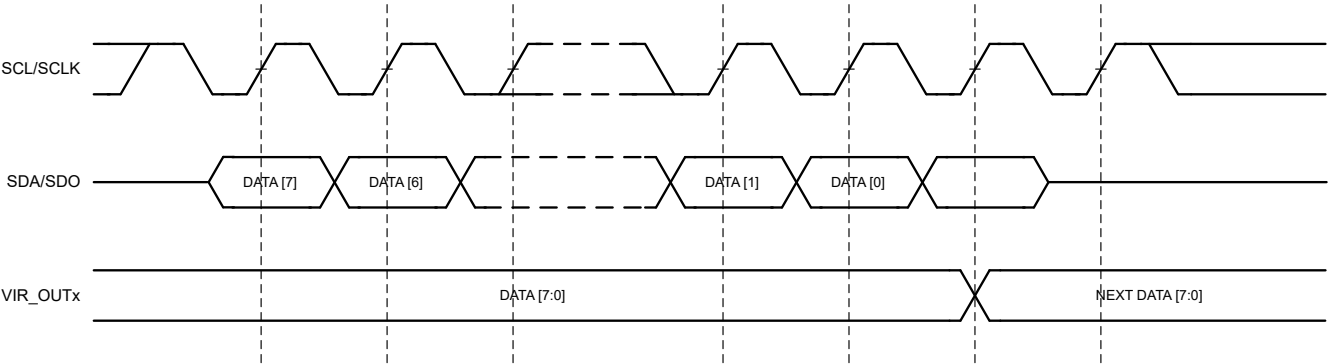 SCL/SCLK
SDA/SDO
DATA [7]
DATA [6]
DATA [1]
DATA [0]
VIR_OUTx
DATA [7:0]
NEXT DATA [7:0]